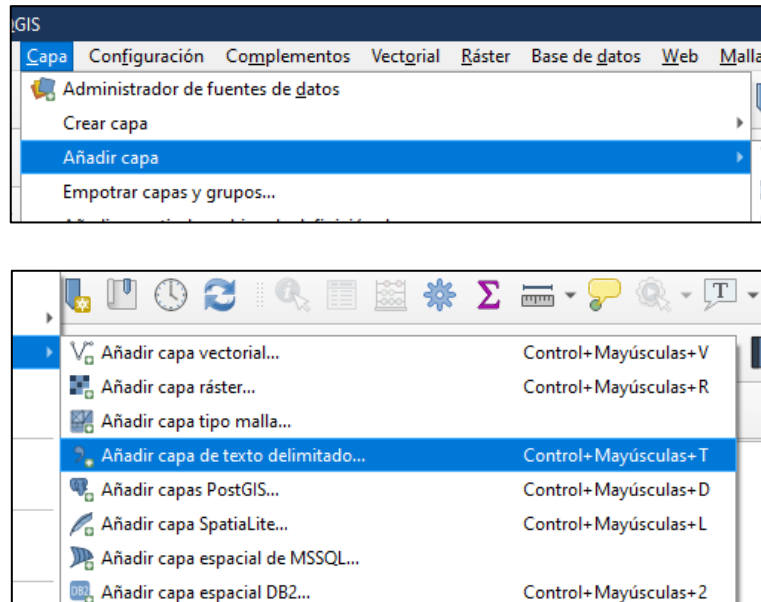 GIS
Capa Configuración Complementos Vectorial Ráster Base de datos Web Malla
Administrador de fuentes de datos
Crear capa
Añadir capa
Empotrar capas y grupos...
T
Añadir capa vectorial... Control+Mayúsculas+V
Añadir capa ráster... Control+Mayúsculas+R
Añadir capa tipo malla...
Añadir capa de texto delimitado... Control+Mayúsculas+T
Añadir capas PostGIS... Control+Mayúsculas+D
Añadir capa SpatiaLite... Control+Mayúsculas+L
Añadir capa espacial de MSSQL...
DB2 Añadir capa espacial DB2... Control+Mayúsculas+2